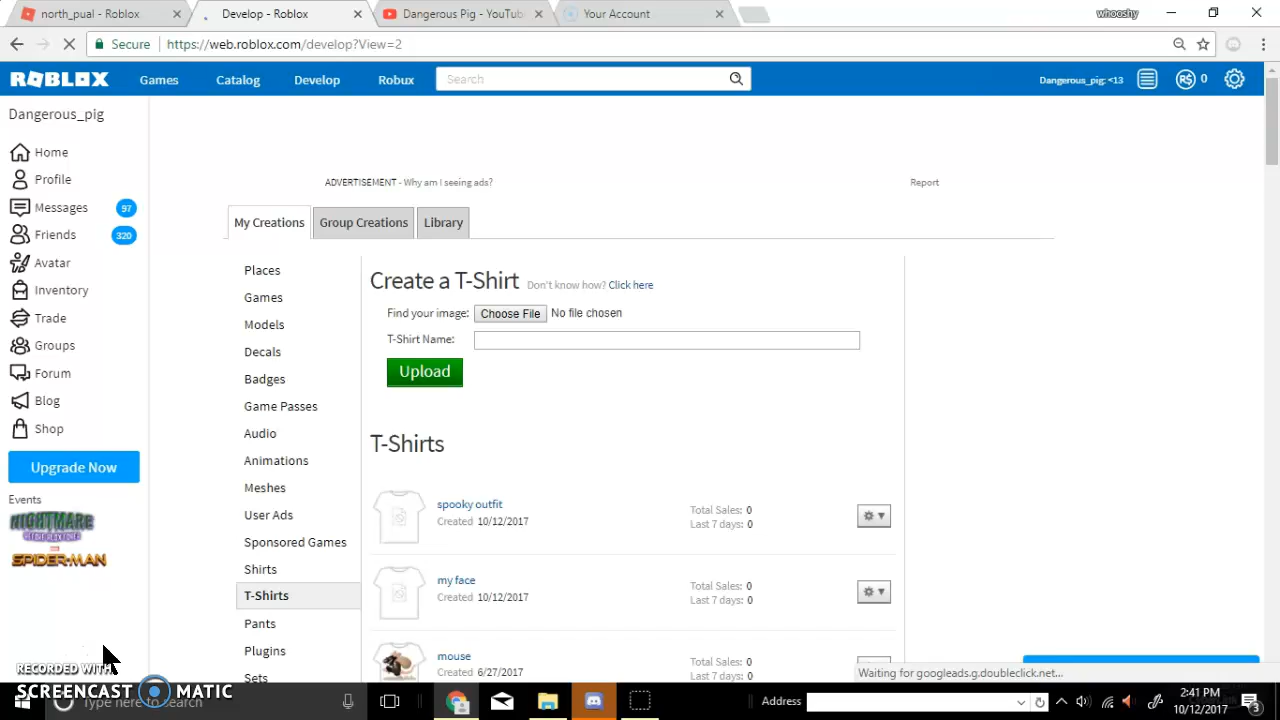 north_pual - Roblox
Develop - Roblox
Dangerous Pig - YouTube
Your Account
whooshy
Secure
https://web.roblox.com/develop?View=2
ROBLOX
Games
Catalog
Develop
Robux
Search
Dangerous_pig: <13
R$ 0
Dangerous_pig
Home
Profile
Messages 97
Friends 320
Avatar
Inventory
Trade
Groups
Forum
Blog
Shop
Upgrade Now
Events
NIGHTMARE
SPIDER-MAN
ADVERTISEMENT - Why am I seeing ads?
Report
My Creations
Group Creations
Library
Places
Games
Models
Decals
Badges
Game Passes
Audio
Animations
Meshes
User Ads
Sponsored Games
Shirts
T-Shirts
Pants
Plugins
Sets
Create a T-Shirt
Don't know how? Click here
Find your image: Choose File No file chosen
T-Shirt Name:
Upload
T-Shirts
spooky outfit
Created 10/12/2017
Total Sales: 0
Last 7 days: 0
my face
Created 10/12/2017
Total Sales: 0
Last 7 days: 0
mouse
Created 6/27/2017
Total Sales: 0
Last 7 days: 0
Waiting for googleads.g.doubleclick.net...
RECORDED WITH
SCREENCAST MATIC
Type here to search
Address
2:41 PM
10/12/2017
3